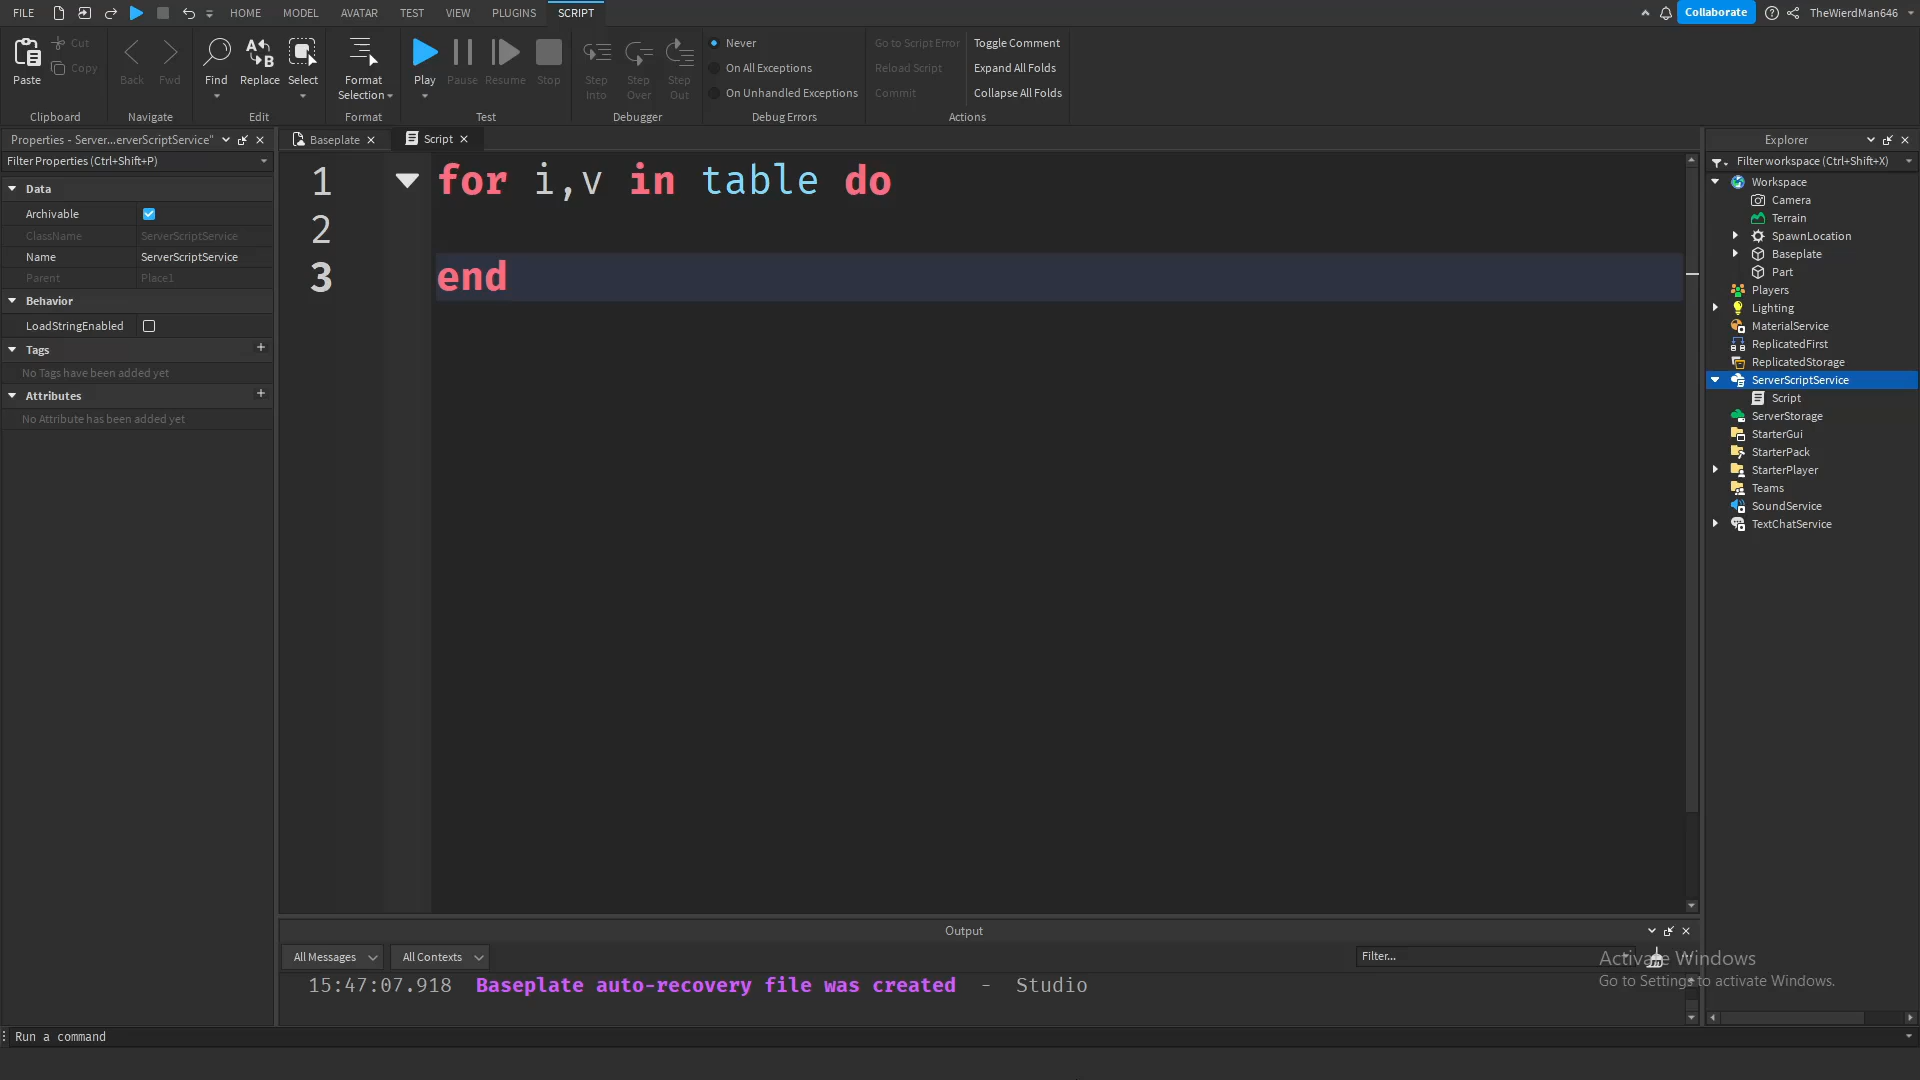 FILE HOME MODEL AVATAR TEST VIEW PLUGINS SCRIPT Collaborate TheWierdMan646
Paste Cut Copy
Clipboard
Back Fwd
Navigate
Find Replace Select
Edit
Format Selection
Format
Play Pause Resume Stop
Test
Step Into Step Over Step Out
Debugger
Never
On All Exceptions
On Unhandled Exceptions
Debug Errors
Go to Script Error Toggle Comment
Reload Script Expand All Folds
Commit Collapse All Folds
Actions
Properties - Server...erverScriptService"
Filter Properties (Ctrl+Shift+P)
Data
Archivable
ClassName ServerScriptService
Name ServerScriptService
Parent Place1
Behavior
LoadStringEnabled
Tags +
No Tags have been added yet
Attributes +
No Attribute has been added yet
Baseplate Script
1 for i,v in table do
2
3 end
Output
All Messages All Contexts Filter...
15:47:07.918 Baseplate auto-recovery file was created - Studio
Run a command
Explorer
Filter workspace (Ctrl+Shift+X)
Workspace
Camera
Terrain
SpawnLocation
Baseplate
Part
Players
Lighting
MaterialService
ReplicatedFirst
ReplicatedStorage
ServerScriptService
Script
ServerStorage
StarterGui
StarterPack
StarterPlayer
Teams
SoundService
TextChatService
Activate Windows
Go to Settings to activate Windows.